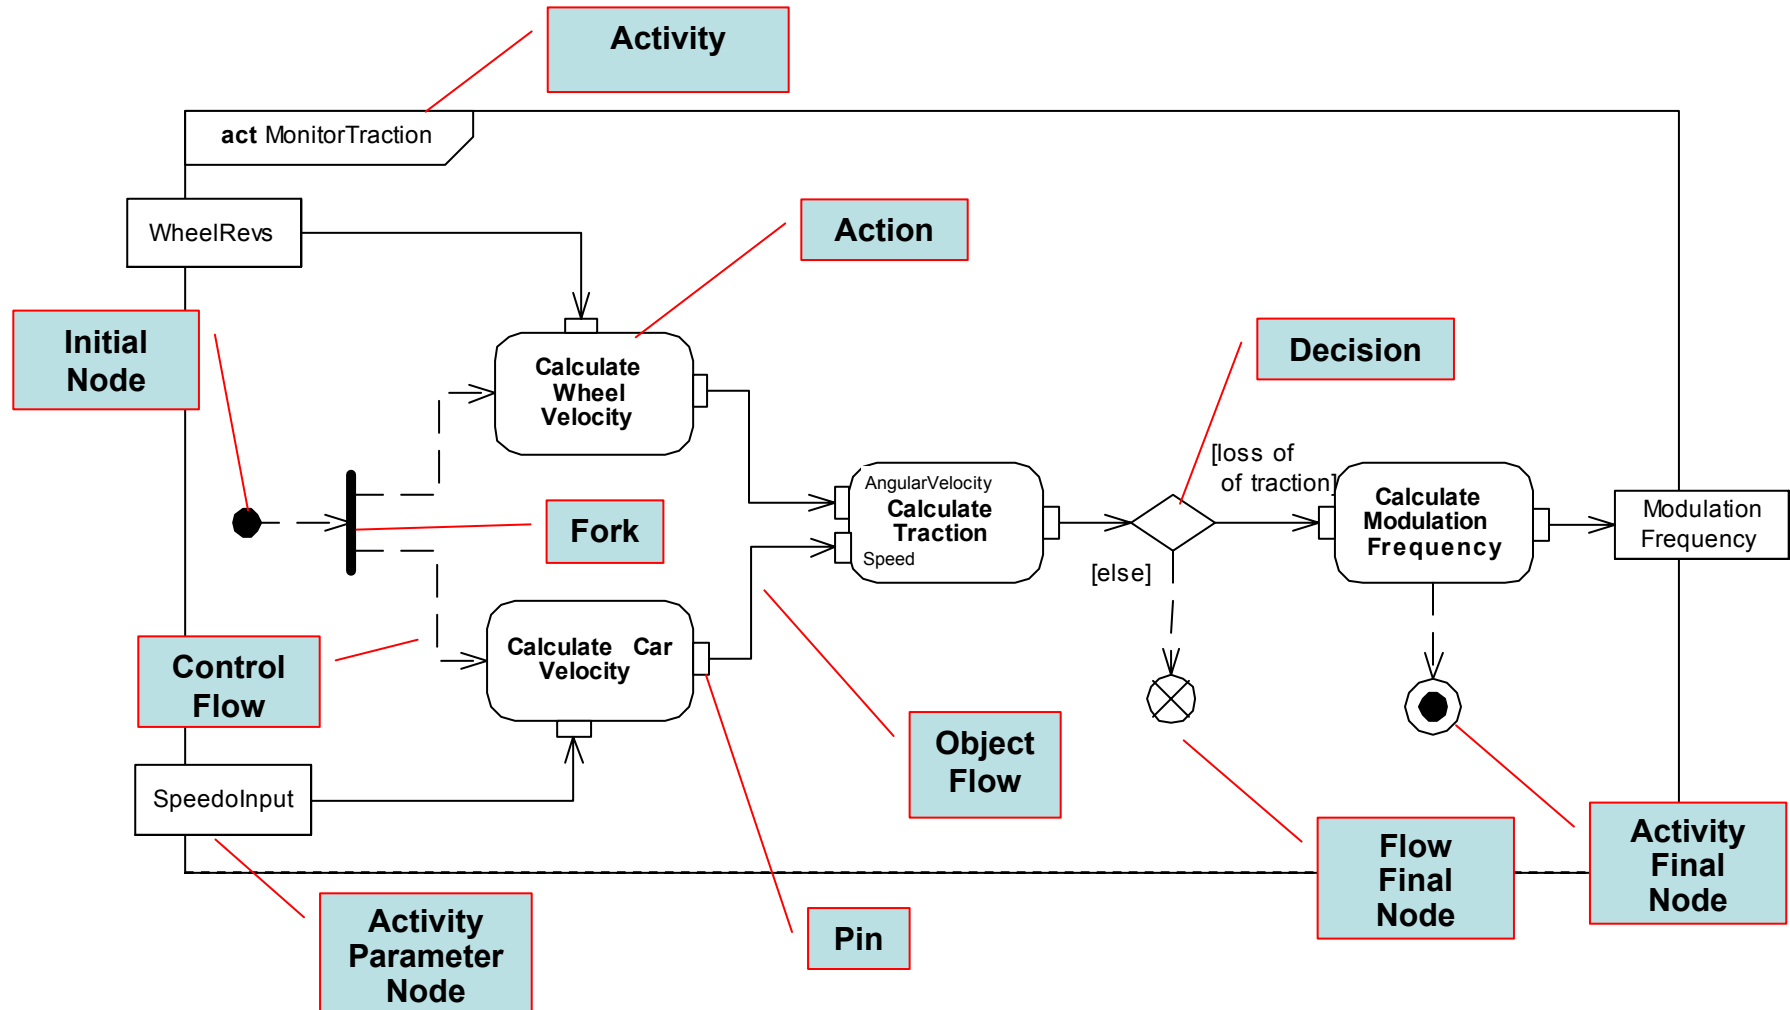 Activity
act MonitorTraction
WheelRevs
Action
Initial
Node
Calculate
Wheel
Velocity
Decision
[loss of
of traction]
AngularVelocity
Calculate
Traction
Speed
Calculate
Modulation
Frequency
Modulation
Frequency
Fork
[else]
Control
Flow
Calculate Car
Velocity
Object
Flow
SpeedoInput
Flow
Final
Node
Activity
Final
Node
Activity
Parameter
Node
Pin